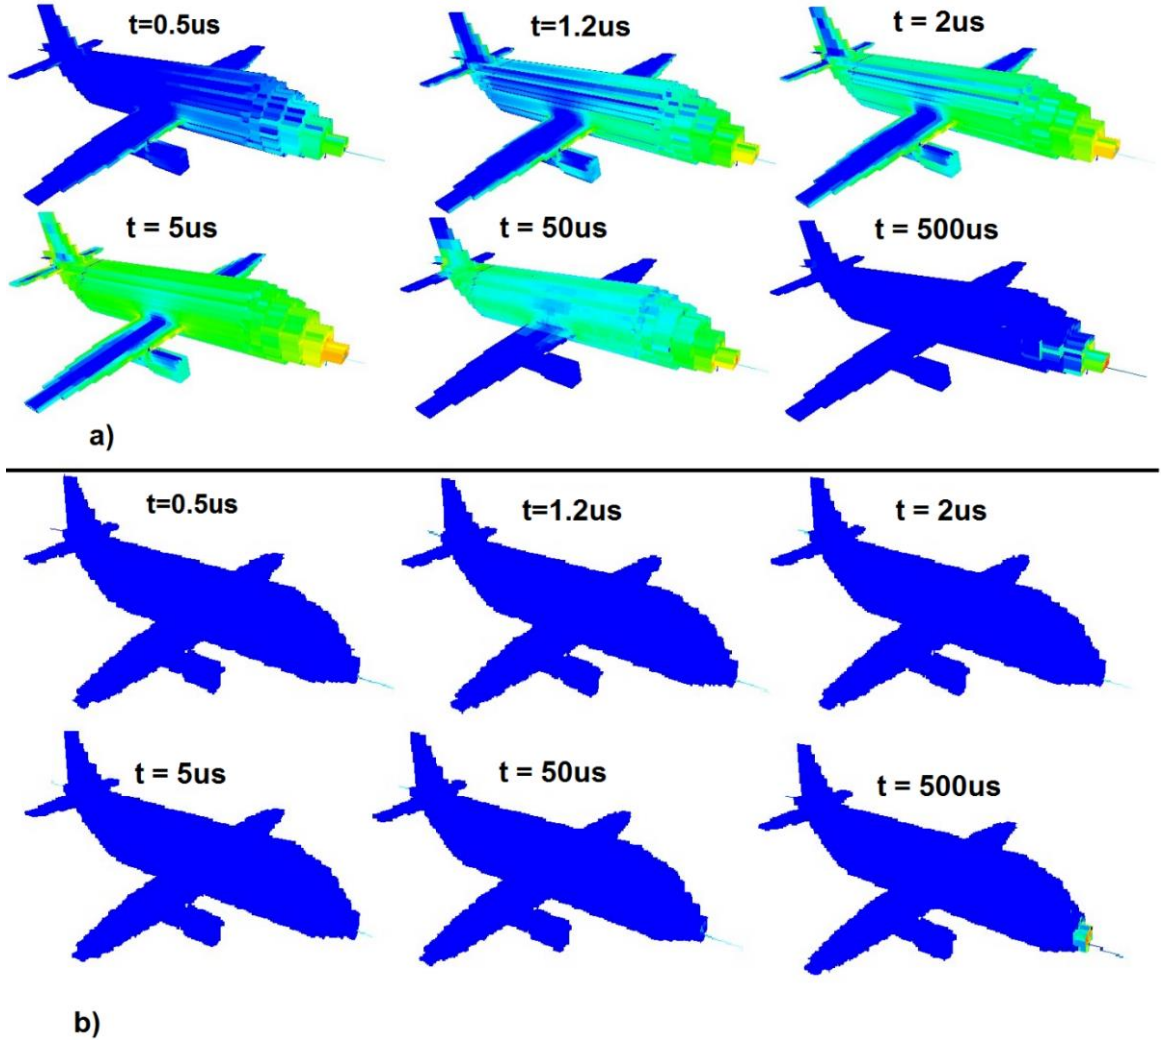 t=0.5us
t=1.2us
t = 2us
t = 5us
t = 50us
t = 500us
a)
t=0.5us
t=1.2us
t = 2us
t = 5us
t = 50us
t = 500us
b)